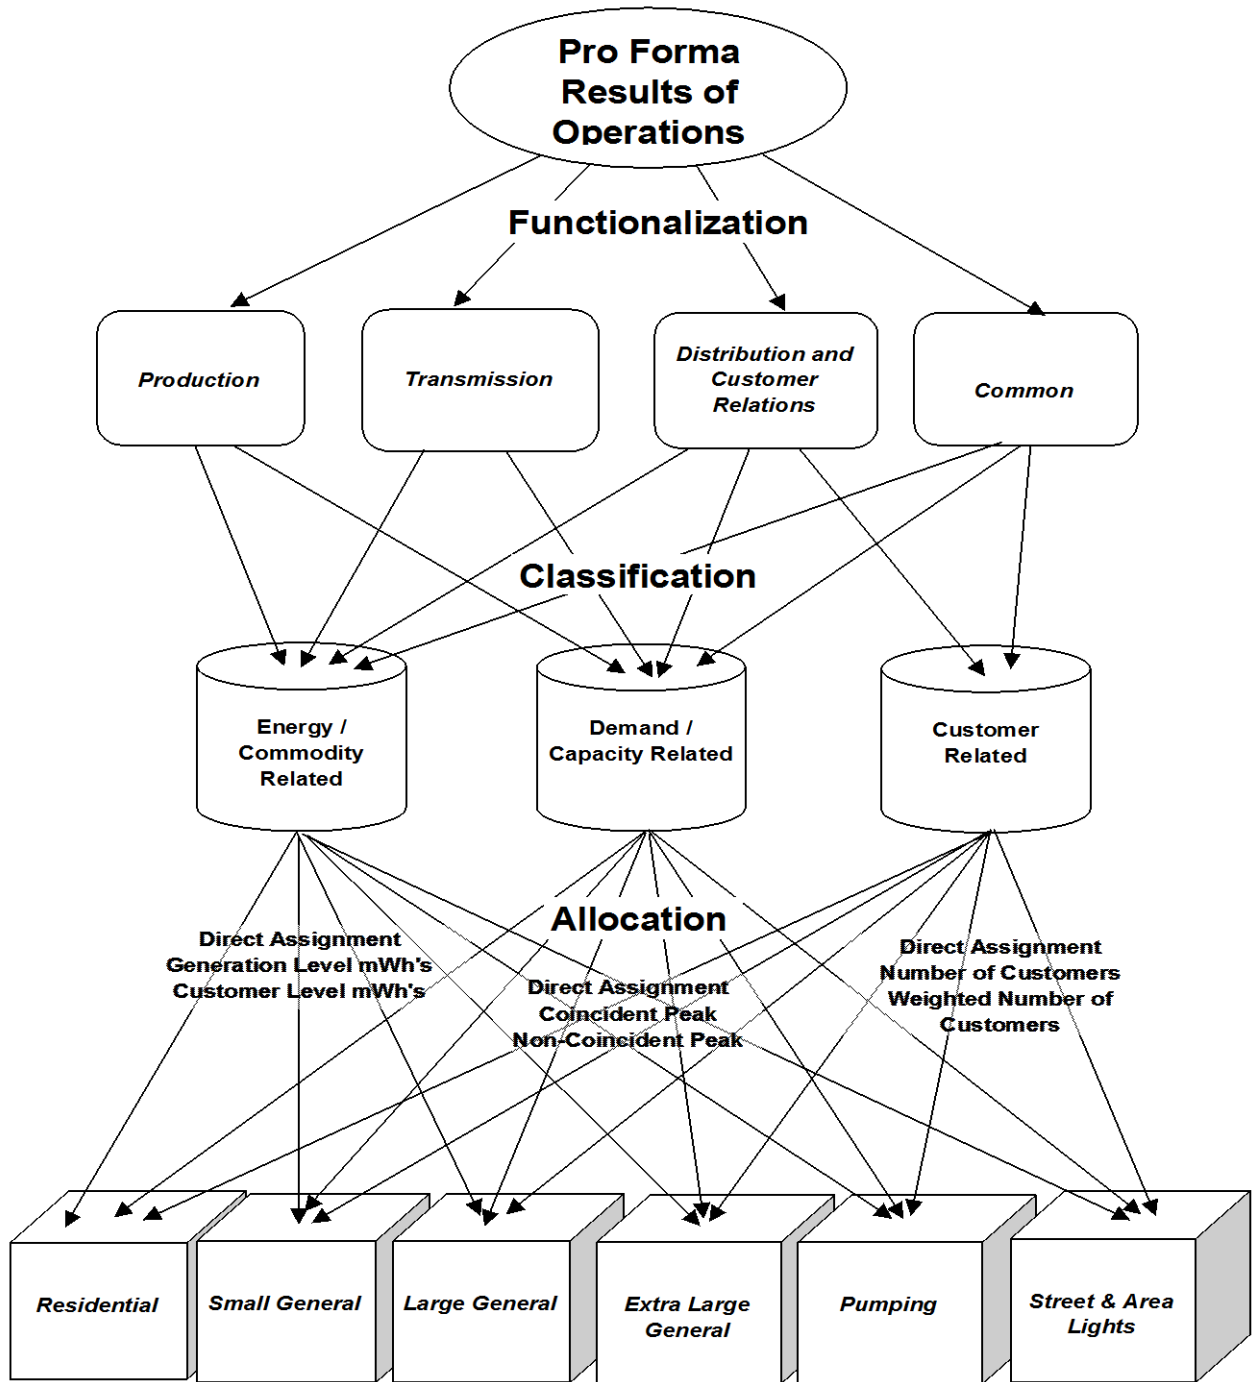 Pro Forma
Results of
Operations
Functionalization
Production
Transmission
Distribution and
Customer
Relations
Common
Classification
Energy /
Commodity
Related
Demand /
Capacity Related
Customer
Related
Allocation
Direct Assignment
Generation Level mWh's
Customer Level mWh's
Direct Assignment
Coincident Peak
Non-Coincident Peak
Direct Assignment
Number of Customers
Weighted Number of
Customers
Residential
Small General
Large General
Extra Large
General
Pumping
Street & Area
Lights